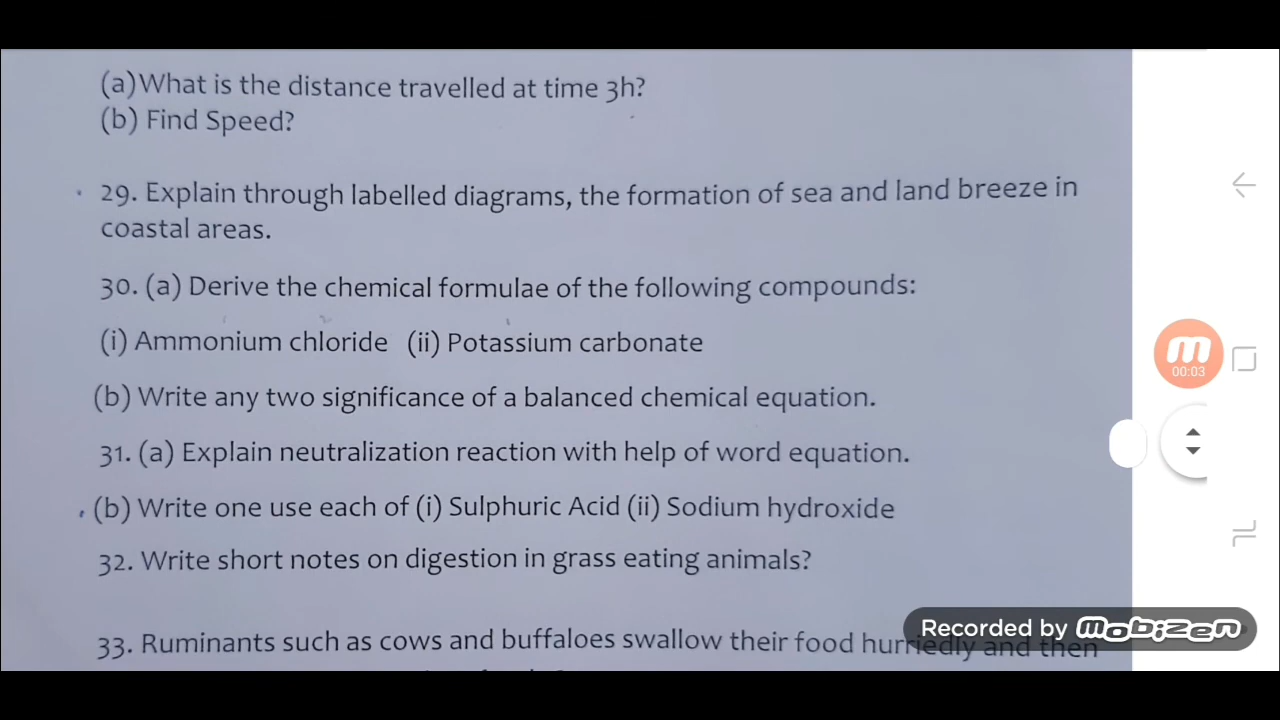 (a)What is the distance travelled at time 3h?
(b) Find Speed?
29. Explain through labelled diagrams, the formation of sea and land breeze in
coastal areas.
30. (a) Derive the chemical formulae of the following compounds:
(i) Ammonium chloride (ii) Potassium carbonate
(b) Write any two significance of a balanced chemical equation.
31. (a) Explain neutralization reaction with help of word equation.
(b) Write one use each of (i) Sulphuric Acid (ii) Sodium hydroxide
32. Write short notes on digestion in grass eating animals?
33. Ruminants such as cows and buffaloes swallow their food hurriedly and then
00:03
Recorded by mobizen